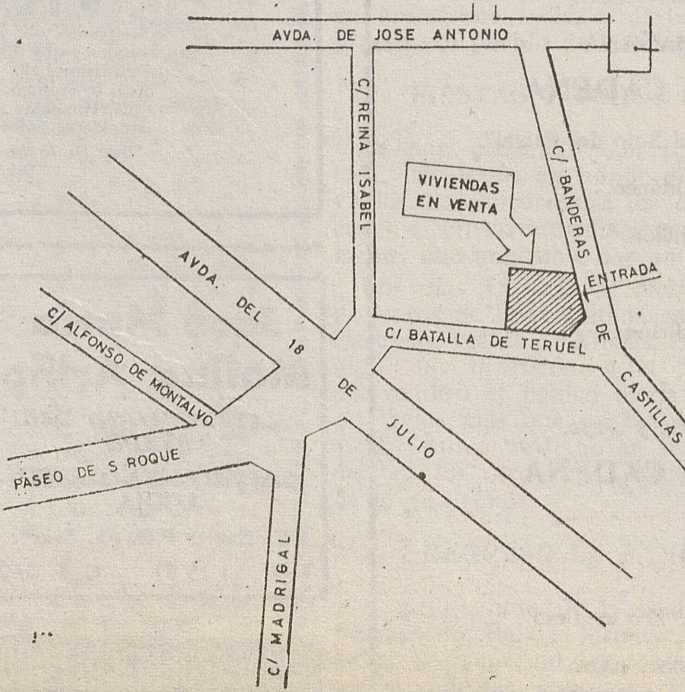 AVDA. DE JOSE ANTONIO
C/ REINA ISABEL
C/ BANDERAS DE CASTILLAS
VIVIENDAS
EN VENTA
ENTRADA
AVDA. DEL 18 DE JULIO
C/ BATALLA DE TERUEL
C/ ALFONSO DE MONTALVO
PASEO DE S ROQUE
C/ MADRIGAL